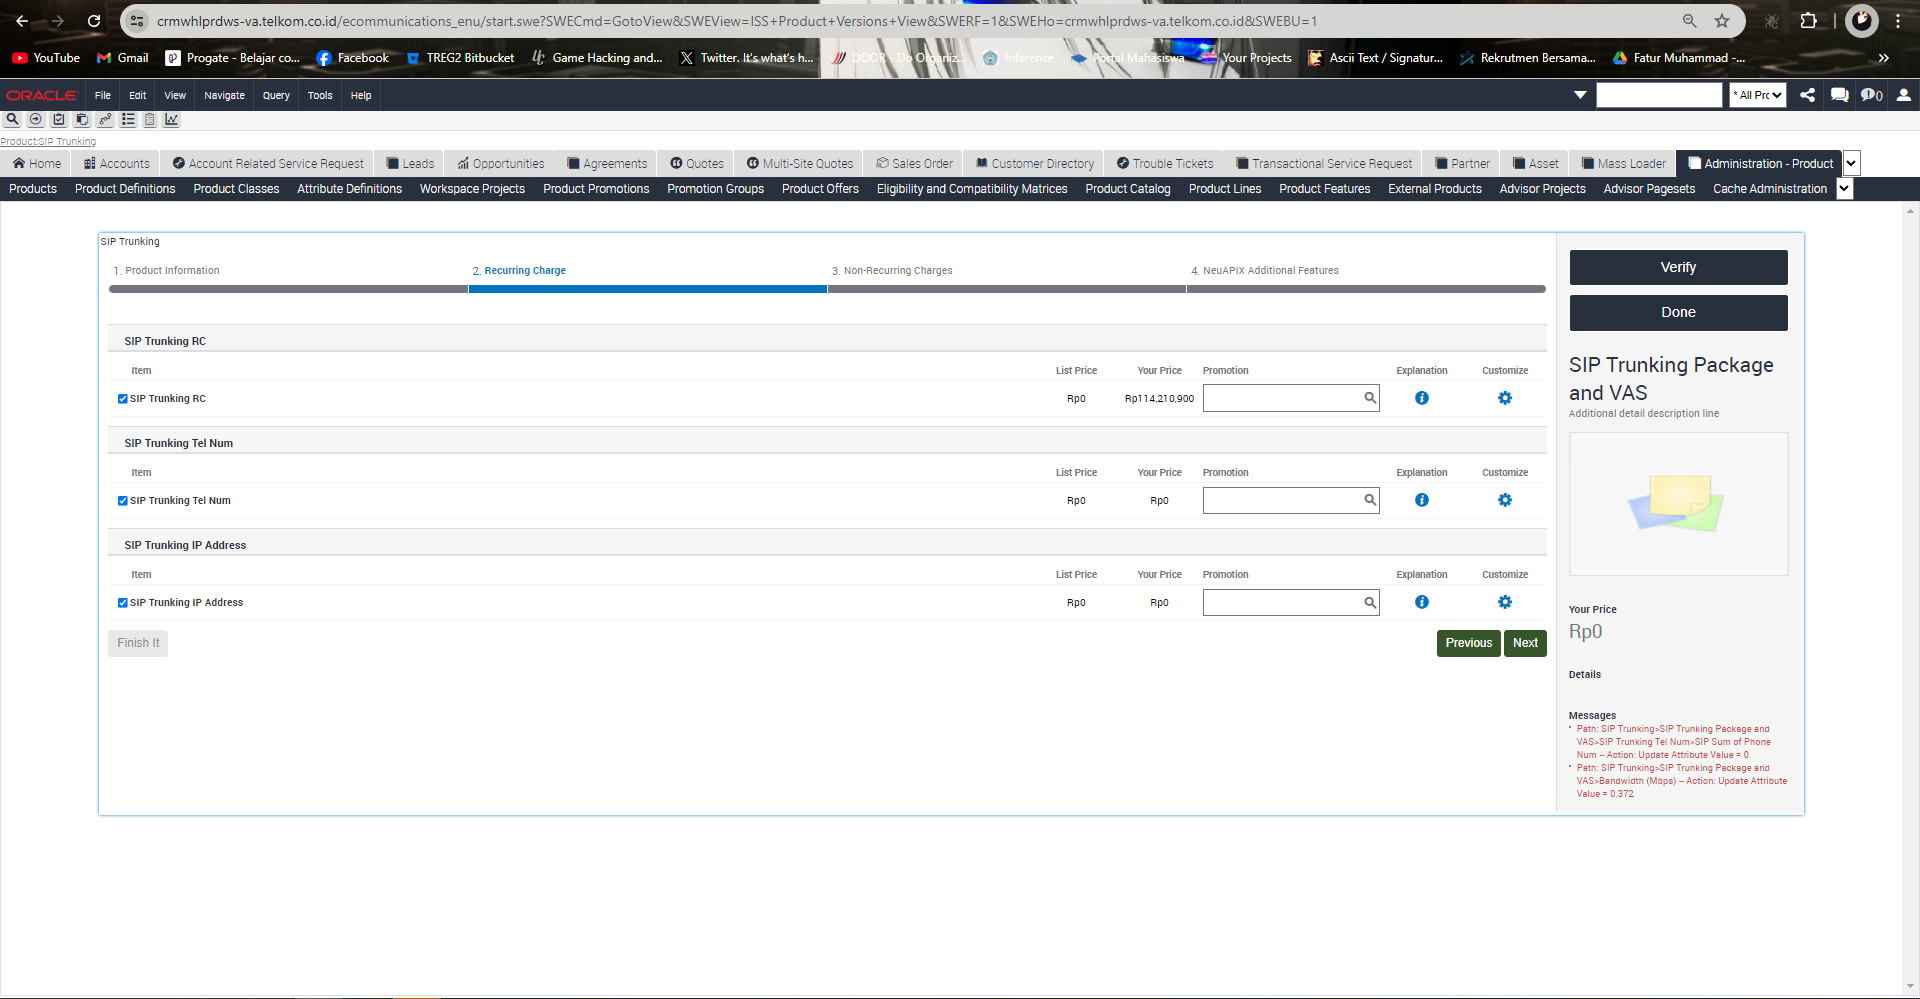 crmwhlprdws-va.telkom.co.id/ecommunications_enu/start.swe?SWECmd=GotoView&SWEView=ISS+Product+Versions+View&SWERF=1&SWEHo=crmwhlprdws-va.telkom.co.id&SWEBU=1
YouTube Gmail Progate - Belajar co... Facebook TREG2 Bitbucket Game Hacking and... Twitter. It's what's h... DOOR - Do Organiz... Inference Portal Mahasiswa Your Projects Ascii Text / Signatur... Rekrutmen Bersama... Fatur Muhammad -...
ORACLE File Edit View Navigate Query Tools Help * All Prc 0
Product:SIP Trunking
Home Accounts Account Related Service Request Leads Opportunities Agreements Quotes Multi-Site Quotes Sales Order Customer Directory Trouble Tickets Transactional Service Request Partner Asset Mass Loader Administration - Product
Products Product Definitions Product Classes Attribute Definitions Workspace Projects Product Promotions Promotion Groups Product Offers Eligibility and Compatibility Matrices Product Catalog Product Lines Product Features External Products Advisor Projects Advisor Pagesets Cache Administration
SIP Trunking
1. Product Information 2. Recurring Charge 3. Non-Recurring Charges 4. NeuAPIX Additional Features
SIP Trunking RC
Item List Price Your Price Promotion Explanation Customize
SIP Trunking RC Rp0 Rp114,210,900
SIP Trunking Tel Num
Item List Price Your Price Promotion Explanation Customize
SIP Trunking Tel Num Rp0 Rp0
SIP Trunking IP Address
Item List Price Your Price Promotion Explanation Customize
SIP Trunking IP Address Rp0 Rp0
Finish It Previous Next
Verify
Done
SIP Trunking Package
and VAS
Additional detail description line
Your Price
Rp0
Details
Messages
Path: SIP Trunking>SIP Trunking Package and
VAS>SIP Trunking Tel Num>SIP Sum of Phone
Num -- Action: Update Attribute Value = 0
Path: SIP Trunking>SIP Trunking Package and
VAS>Bandwidth (Mbps) -- Action: Update Attribute
Value = 0.372